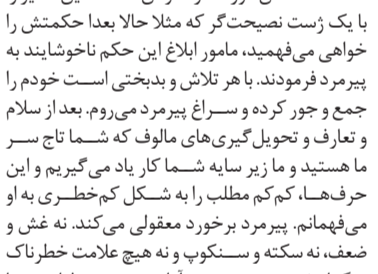 با یک ژست نصیحت‌گر که مثلا حالا بعدا حکمتش را
خواهی می‌فهمید، مامور ابلاغ این حکم ناخوشایند به
پیرمرد فرمودند. با هر تلاش و بدبختی است خودم را
جمع و جور کرده و سراغ پیرمرد می‌روم. بعد از سلام
و تعارف و تحویل‌گیری‌های مالوف که شما تاج سر
ما هستید و ما زیر سایه شما کار یاد می‌گیریم و این
حرف‌ها، کم‌کم مطلب را به شکل کم‌خطری به او
می‌فهمانم. پیرمرد برخورد معقولی می‌کند. نه غش و
ضعف، نه سکته و سنکوپ و نه هیچ علامت خطرناک